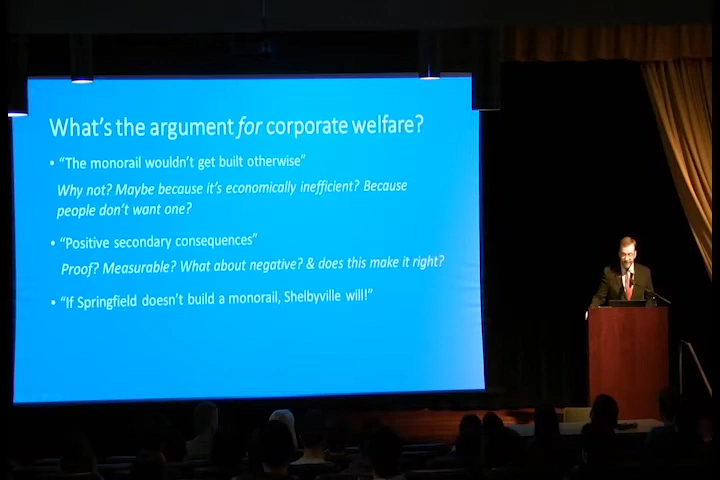 What's the argument for corporate welfare?
• "The monorail wouldn't get built otherwise"
Why not? Maybe because it's economically inefficient? Because
people don't want one?
• "Positive secondary consequences"
Proof? Measurable? What about negative? & does this make it right?
• "If Springfield doesn't build a monorail, Shelbyville will!"